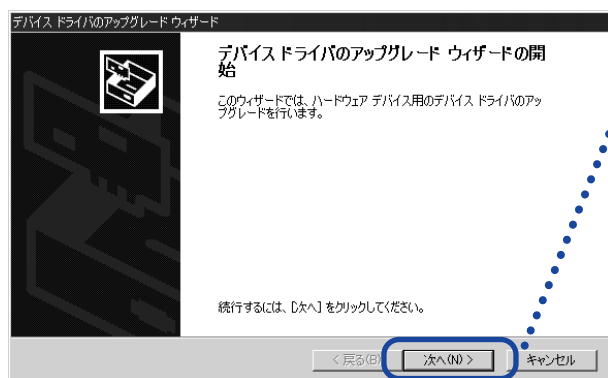 デバイス ドライバのアップグレード ウィザード
デバイス ドライバのアップグレード ウィザードの開
始
このウィザードでは、ハードウェア デバイス用のデバイス ドライバのアッ
プグレードを行います。
続行するには、[次へ] をクリックしてください。
< 戻る(B)
次へ(N) >
キャンセル